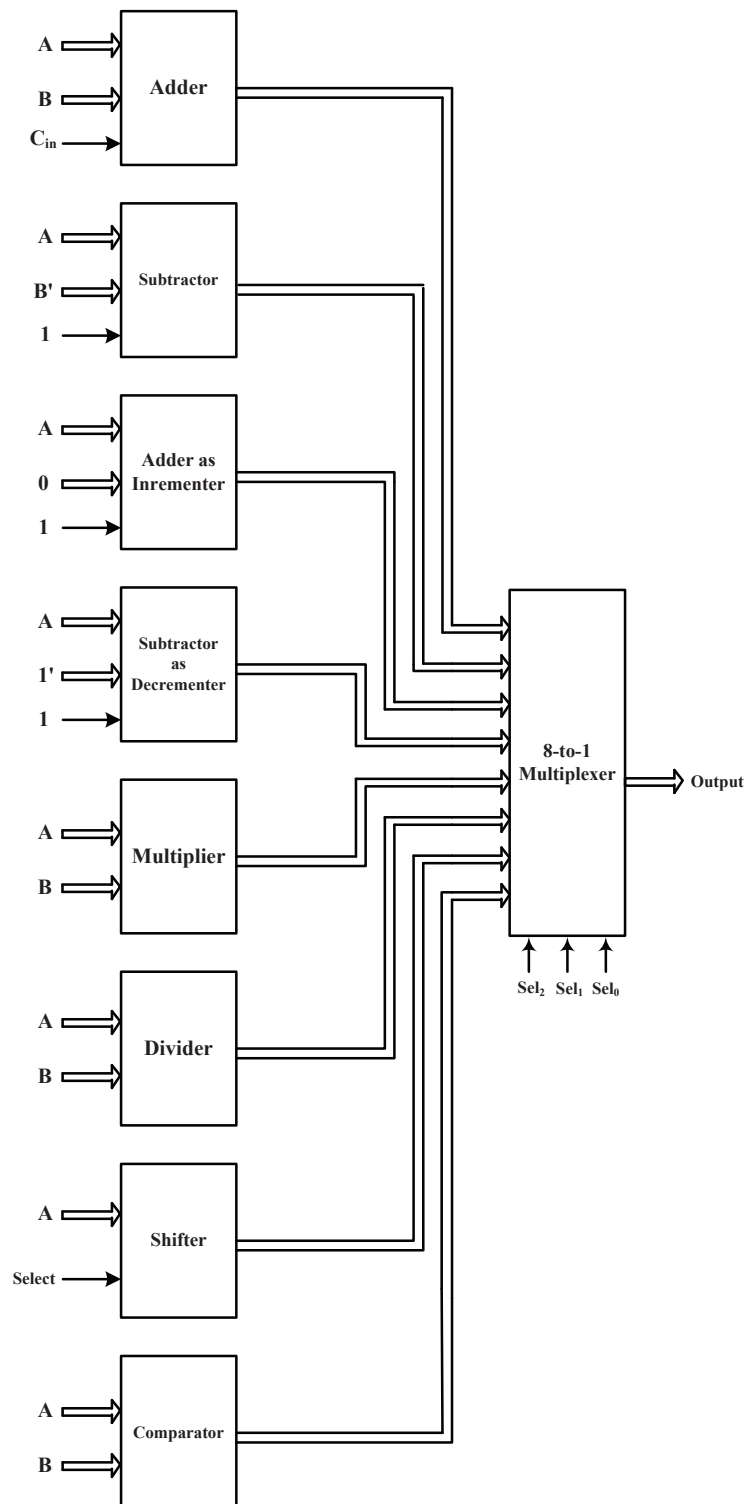 A
B
C_in
Adder
A
B'
1
Subtractor
A
0
1
Adder as
Inrementer
A
1'
1
Subtractor
as
Decrementer
A
B
Multiplier
A
B
Divider
A
Select
Shifter
A
B
Comparator
8-to-1
Multiplexer
Output
Sel₂ Sel₁ Sel₀